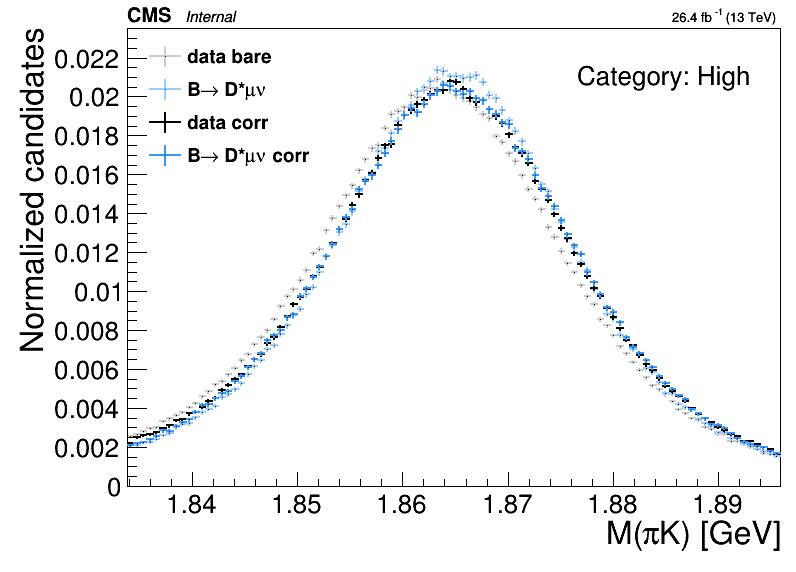 CMS Internal 26.4 fb⁻¹ (13 TeV)
Normalized candidates
0.022
0.02
0.018
0.016
0.014
0.012
0.01
0.008
0.006
0.004
0.002
0
data bare
B→ D*μν
data corr
B→ D*μν corr
Category: High
1.84 1.85 1.86 1.87 1.88 1.89
M(πK) [GeV]